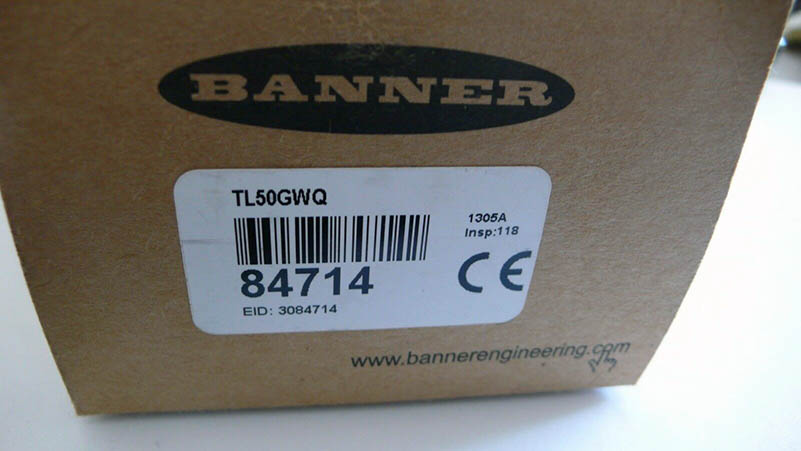 BANNER
TL50GWQ
1305A
Insp:118
84714
EID: 3084714
CE
www.bannerengineering.com